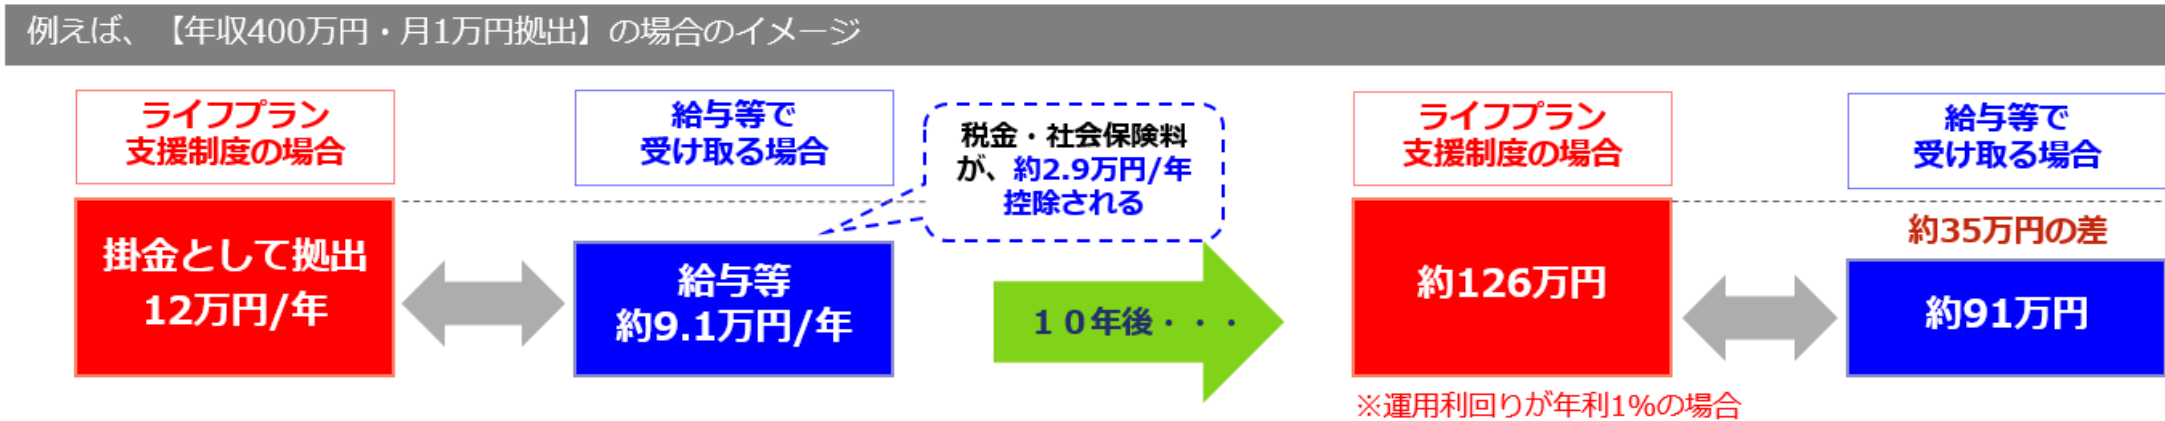 例えば、【年収400万円・月1万円拠出】の場合のイメージ
ライフプラン
支援制度の場合
給与等で
受け取る場合
税金・社会保険料
が、約2.9万円/年
控除される
掛金として拠出
12万円/年
給与等
約9.1万円/年
１０年後・・・
ライフプラン
支援制度の場合
給与等で
受け取る場合
約35万円の差
約126万円
約91万円
※運用利回りが年利1%の場合